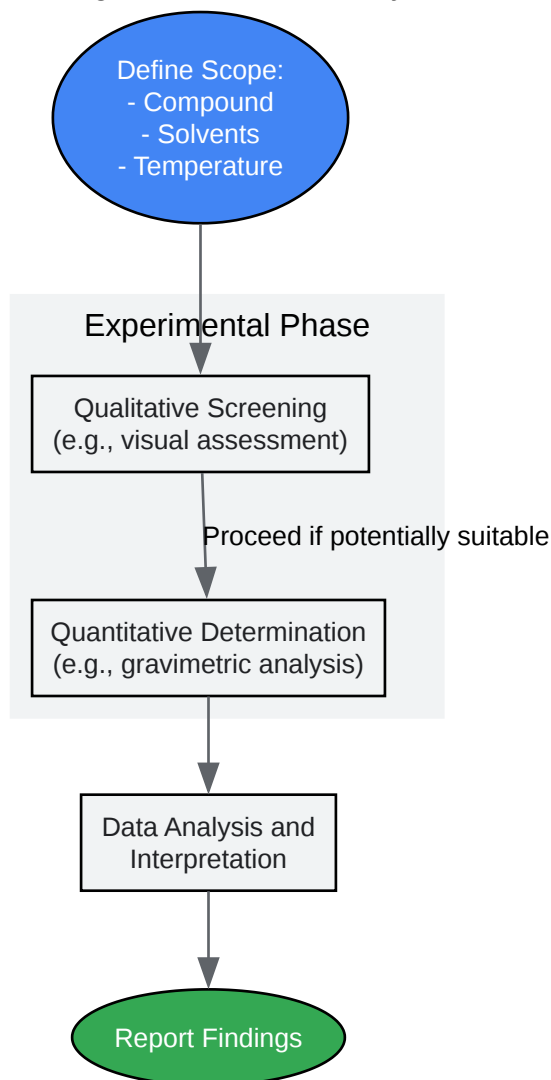 Define Scope:
- Compound
- Solvents
- Temperature
Experimental Phase
Qualitative Screening
(e.g., visual assessment)
Proceed if potentially suitable
Quantitative Determination
(e.g., gravimetric analysis)
Data Analysis and
Interpretation
Report Findings